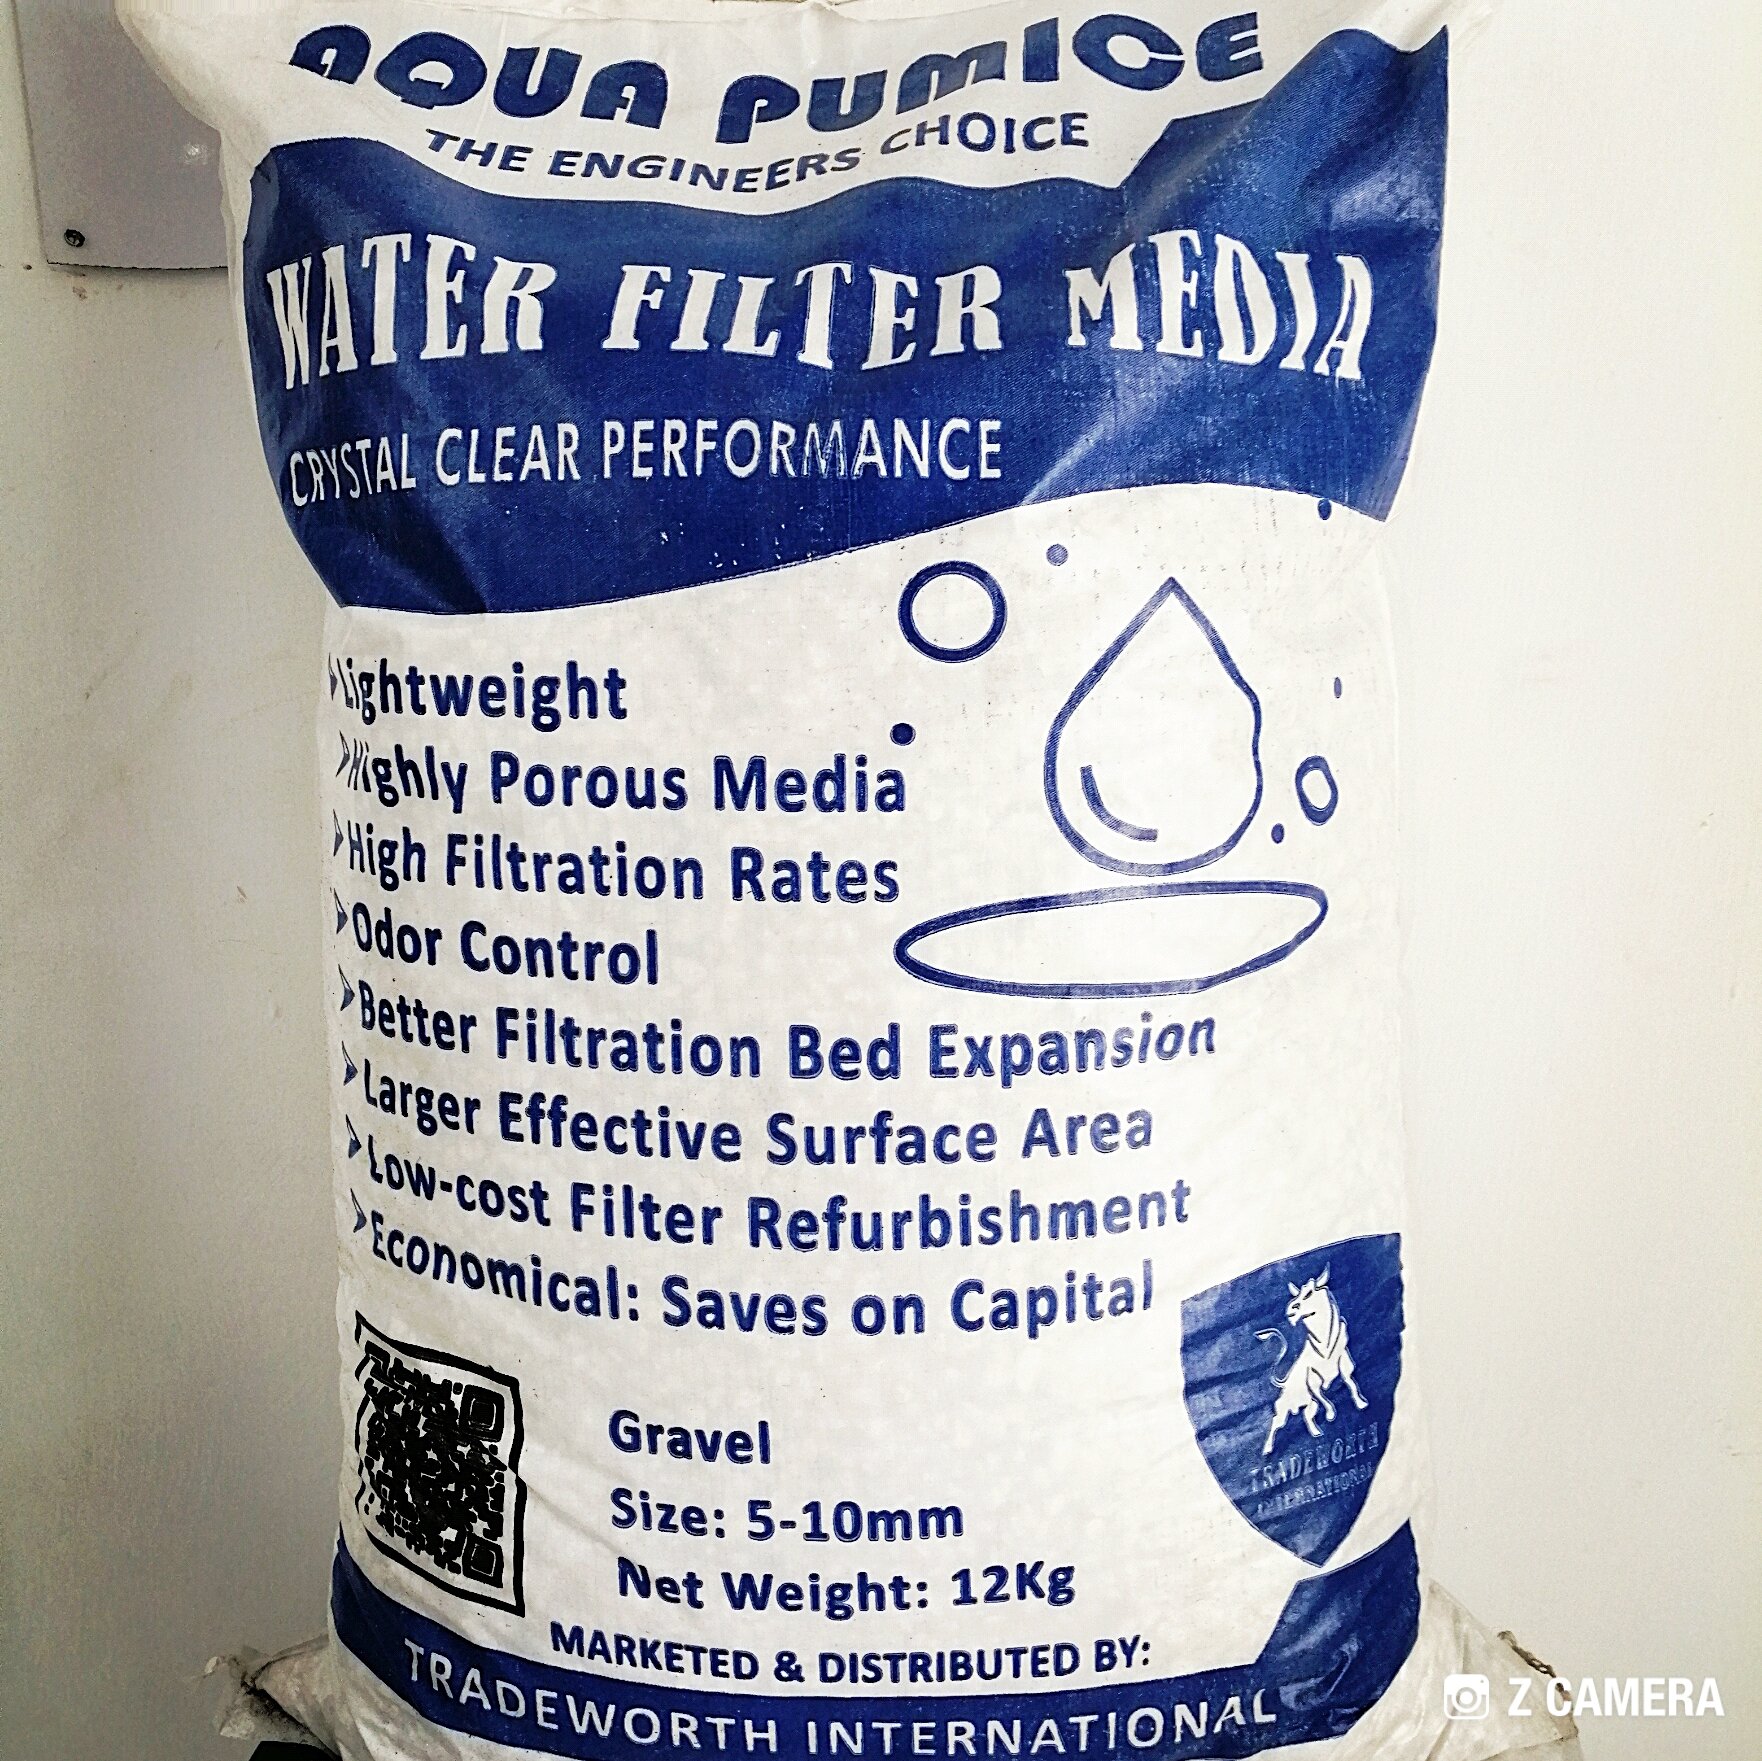 AQUA PUMICE
THE ENGINEERS CHOICE
WATER FILTER MEDIA
CRYSTAL CLEAR PERFORMANCE
Lightweight
Highly Porous Media
High Filtration Rates
Odor Control
Better Filtration Bed Expansion
Larger Effective Surface Area
Low-cost Filter Refurbishment
Economical: Saves on Capital
TRADEWORTH
INTERNATIONAL
Gravel
Size: 5-10mm
Net Weight: 12Kg
MARKETED & DISTRIBUTED BY:
TRADEWORTH INTERNATIONAL
Z CAMERA